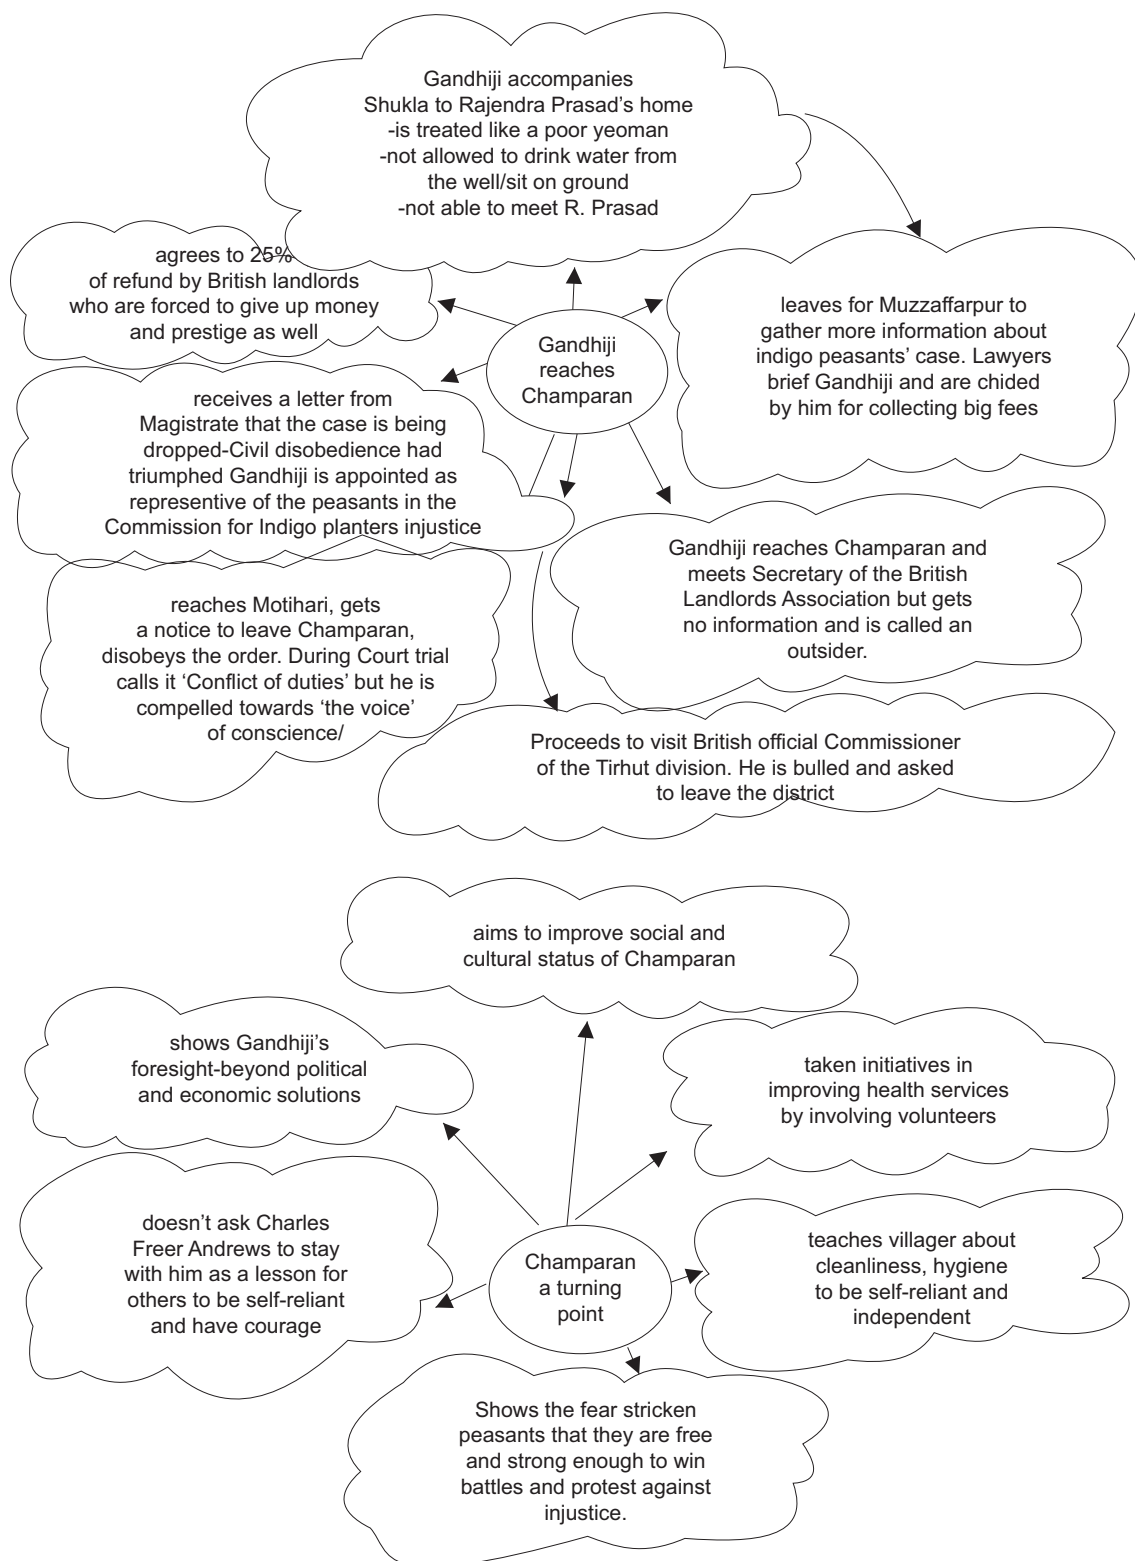 Gandhiji accompanies
Shukla to Rajendra Prasad's home
-is treated like a poor yeoman
-not allowed to drink water from
the well/sit on ground
-not able to meet R. Prasad
agrees to 25%
of refund by British landlords
who are forced to give up money
and prestige as well
Gandhiji
reaches
Champaran
leaves for Muzzaffarpur to
gather more information about
indigo peasants' case. Lawyers
brief Gandhiji and are chided
by him for collecting big fees
receives a letter from
Magistrate that the case is being
dropped-Civil disobedience had
triumphed Gandhiji is appointed as
representive of the peasants in the
Commission for Indigo planters injustice
Gandhiji reaches Champaran and
meets Secretary of the British
Landlords Association but gets
no information and is called an
outsider.
reaches Motihari, gets
a notice to leave Champaran,
disobeys the order. During Court trial
calls it 'Conflict of duties' but he is
compelled towards 'the voice'
of conscience/
Proceeds to visit British official Commissioner
of the Tirhut division. He is bulled and asked
to leave the district
aims to improve social and
cultural status of Champaran
shows Gandhiji's
foresight-beyond political
and economic solutions
taken initiatives in
improving health services
by involving volunteers
doesn't ask Charles
Freer Andrews to stay
with him as a lesson for
others to be self-reliant
and have courage
Champaran
a turning
point
teaches villager about
cleanliness, hygiene
to be self-reliant and
independent
Shows the fear stricken
peasants that they are free
and strong enough to win
battles and protest against
injustice.